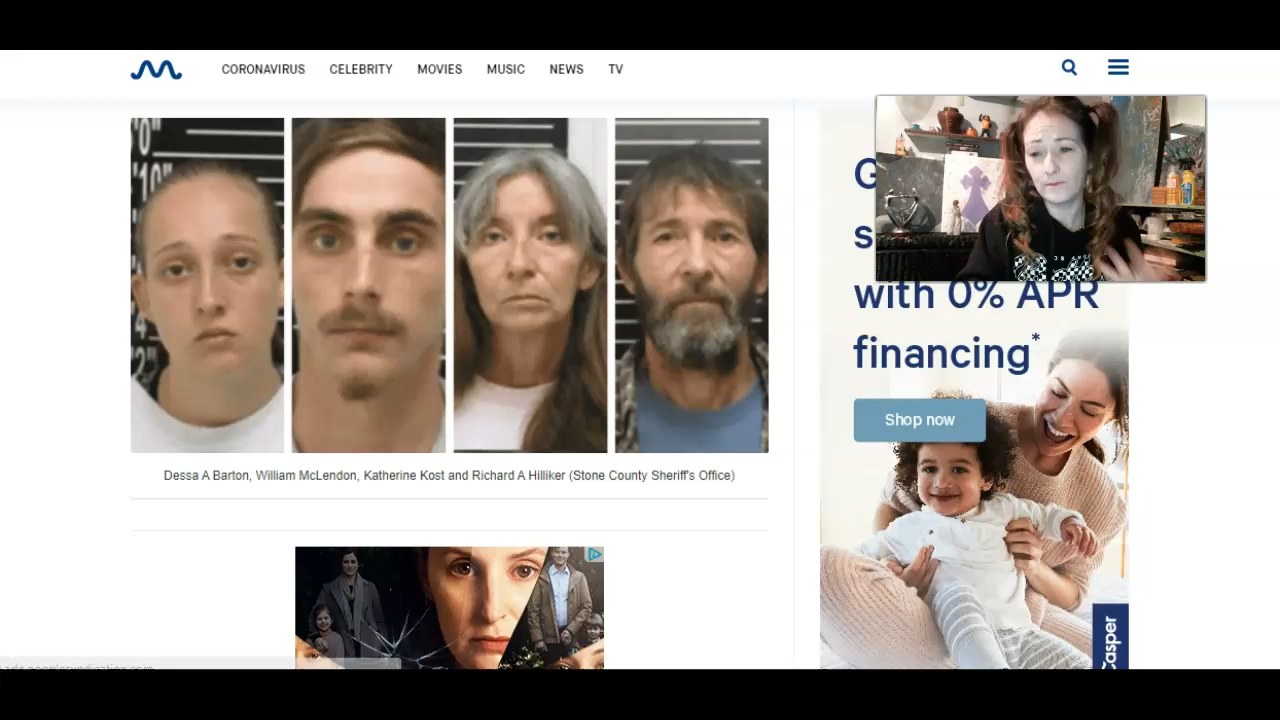 CORONAVIRUS CELEBRITY MOVIES MUSIC NEWS TV
Dessa A Barton, William McLendon, Katherine Kost and Richard A Hilliker (Stone County Sheriff's Office)
G
s
with 0% APR
financing*
Shop now
Casper